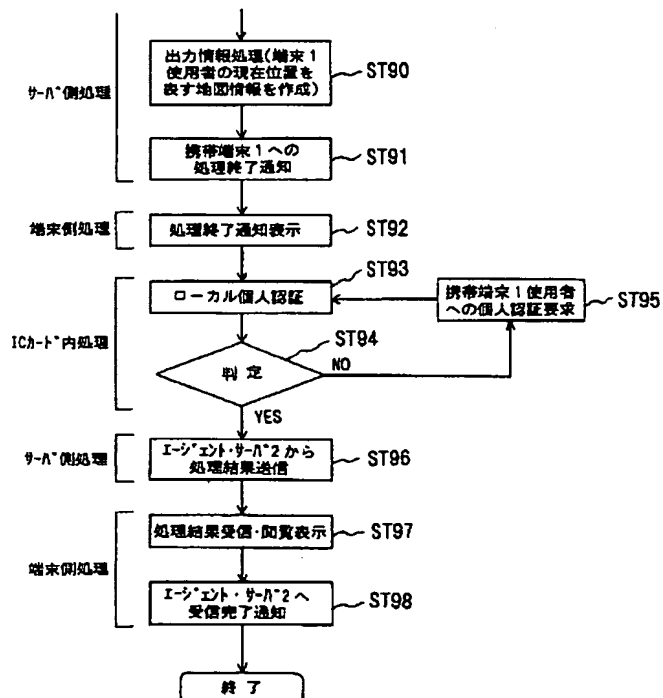 出力情報処理(端末1
使用者の現在位置を
表す地図情報を作成)
ST90
サーバ側処理
携帯端末1への
処理終了通知
ST91
端末側処理
処理終了通知表示
ST92
ST93
ローカル個人認証
携帯端末1使用者
への個人認証要求
ST95
ICカード内処理
ST94
判定
NO
YES
サーバ側処理
エージェント・サーバ2から
処理結果送信
ST96
処理結果受信・閲覧表示
ST97
端末側処理
エージェント・サーバ2へ
受信完了通知
ST98
終了